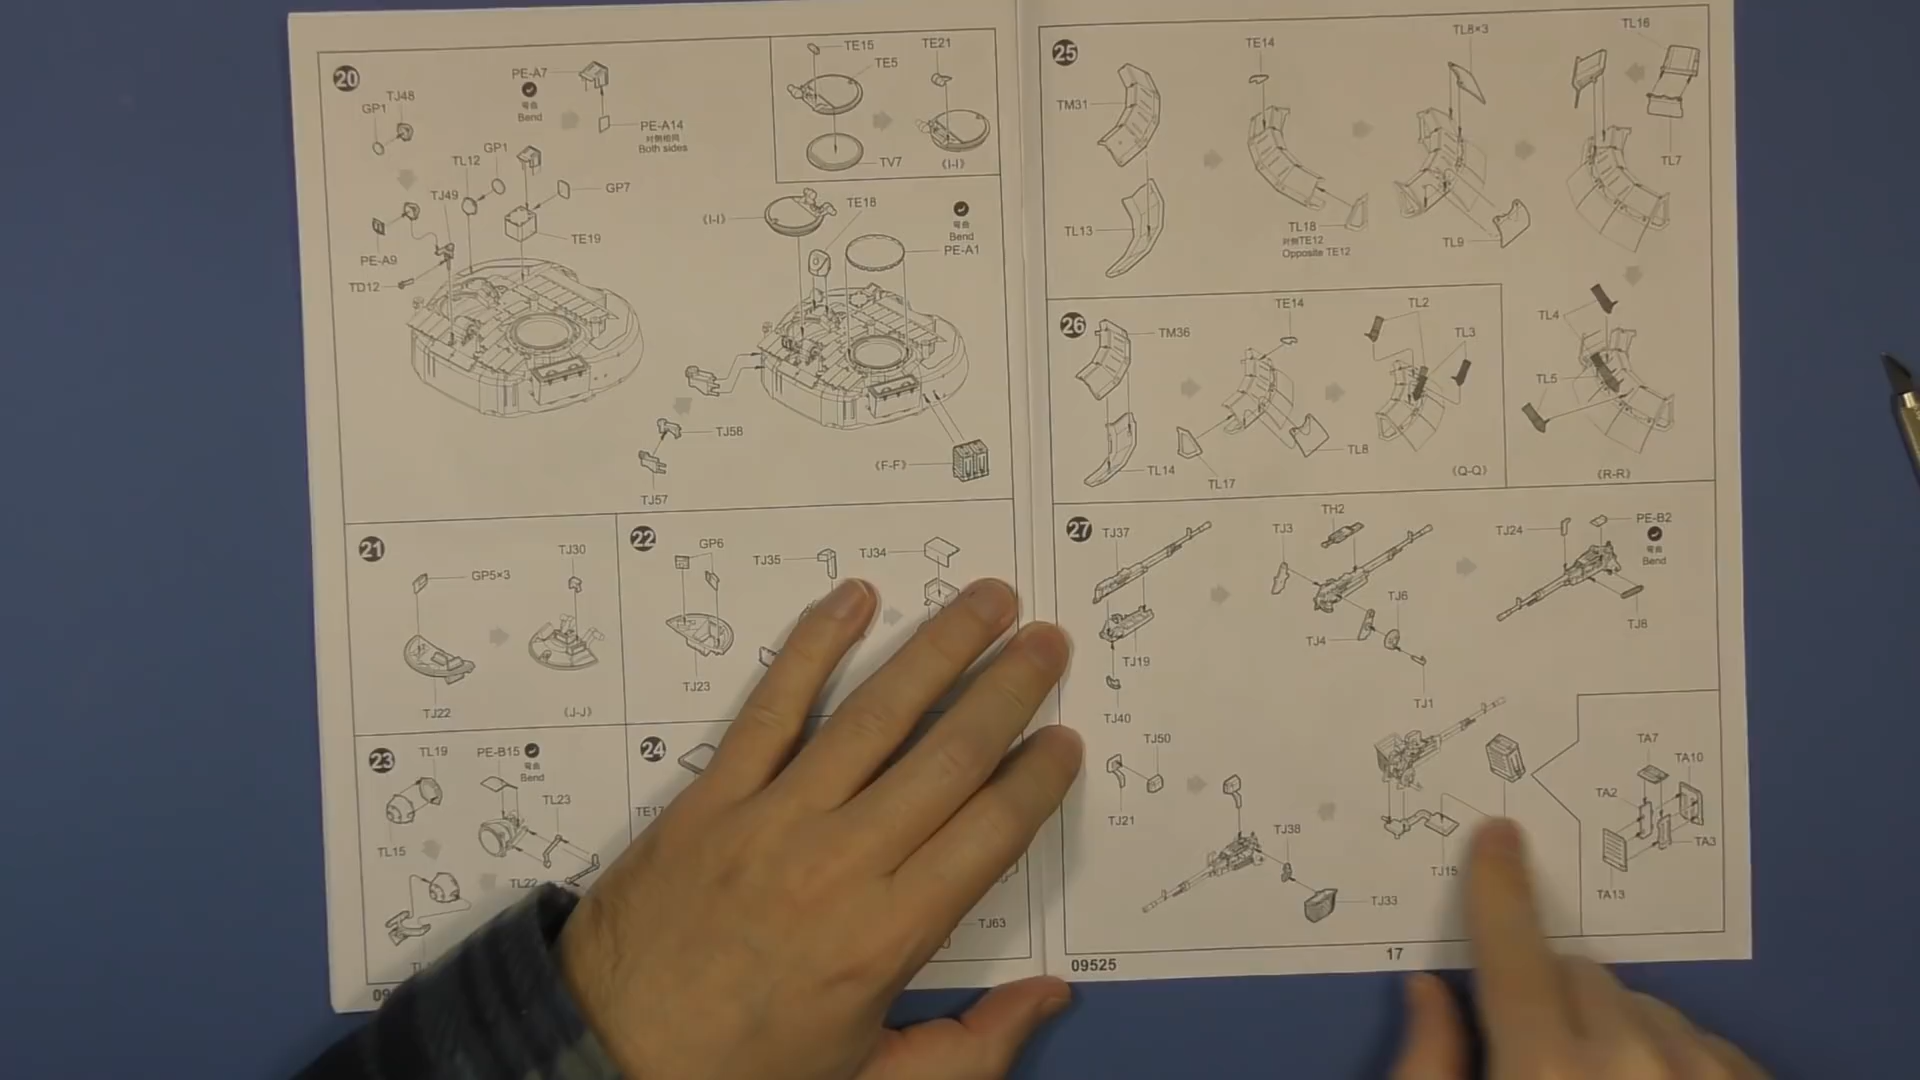 20
PE-A7
弯曲
Bend
TJ48
GP1
PE-A14
对侧相同
Both sides
GP1
TL12
GP7
TJ49
TE19
PE-A9
TD12
TE15
TE5
TV7
TE21
(I-I)
(I-I)
TE18
弯曲
Bend
PE-A1
TJ58
TJ57
(F-F)
21
TJ30
GP5×3
TJ22
(J-J)
22
GP6
TJ35
TJ34
TJ23
23
TL19
PE-B15
弯曲
Bend
TL23
TL15
TL22
24
TJ63
25
TE14
TL8×3
TL16
TM31
TL7
TL13
TL18
对侧TE12
Opposite TE12
TL9
TL4
TL5
(R-R)
26
TM36
TE14
TL2
TL3
TL14
TL17
TL8
(Q-Q)
27
TJ37
TJ3
TH2
TJ24
PE-B2
弯曲
Bend
TJ19
TJ4
TJ6
TJ8
TJ40
TJ1
TJ50
TJ21
TJ38
TJ33
TJ15
TA7
TA10
TA2
TA3
TA13
09525
17